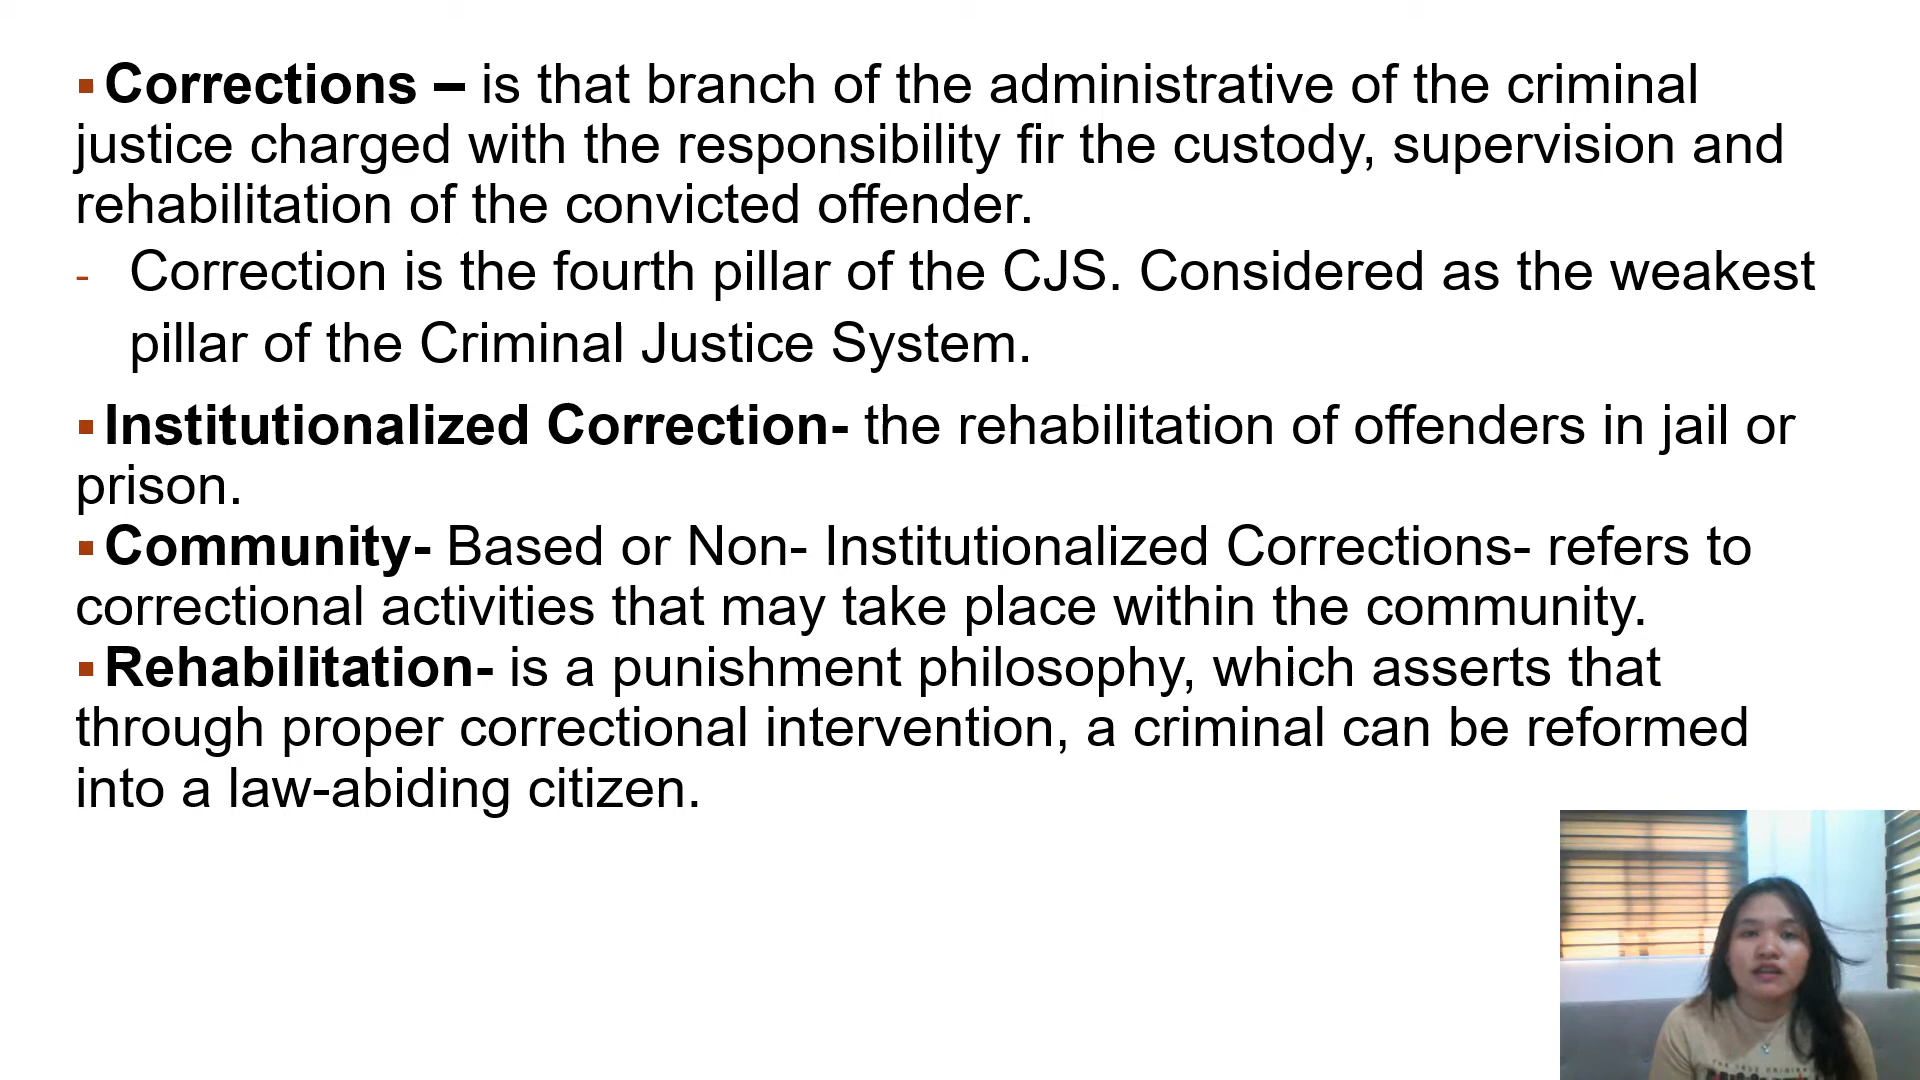 ▪Corrections – is that branch of the administrative of the criminal
justice charged with the responsibility fir the custody, supervision and
rehabilitation of the convicted offender.
- Correction is the fourth pillar of the CJS. Considered as the weakest
pillar of the Criminal Justice System.
▪Institutionalized Correction- the rehabilitation of offenders in jail or
prison.
▪Community- Based or Non- Institutionalized Corrections- refers to
correctional activities that may take place within the community.
▪Rehabilitation- is a punishment philosophy, which asserts that
through proper correctional intervention, a criminal can be reformed
into a law-abiding citizen.